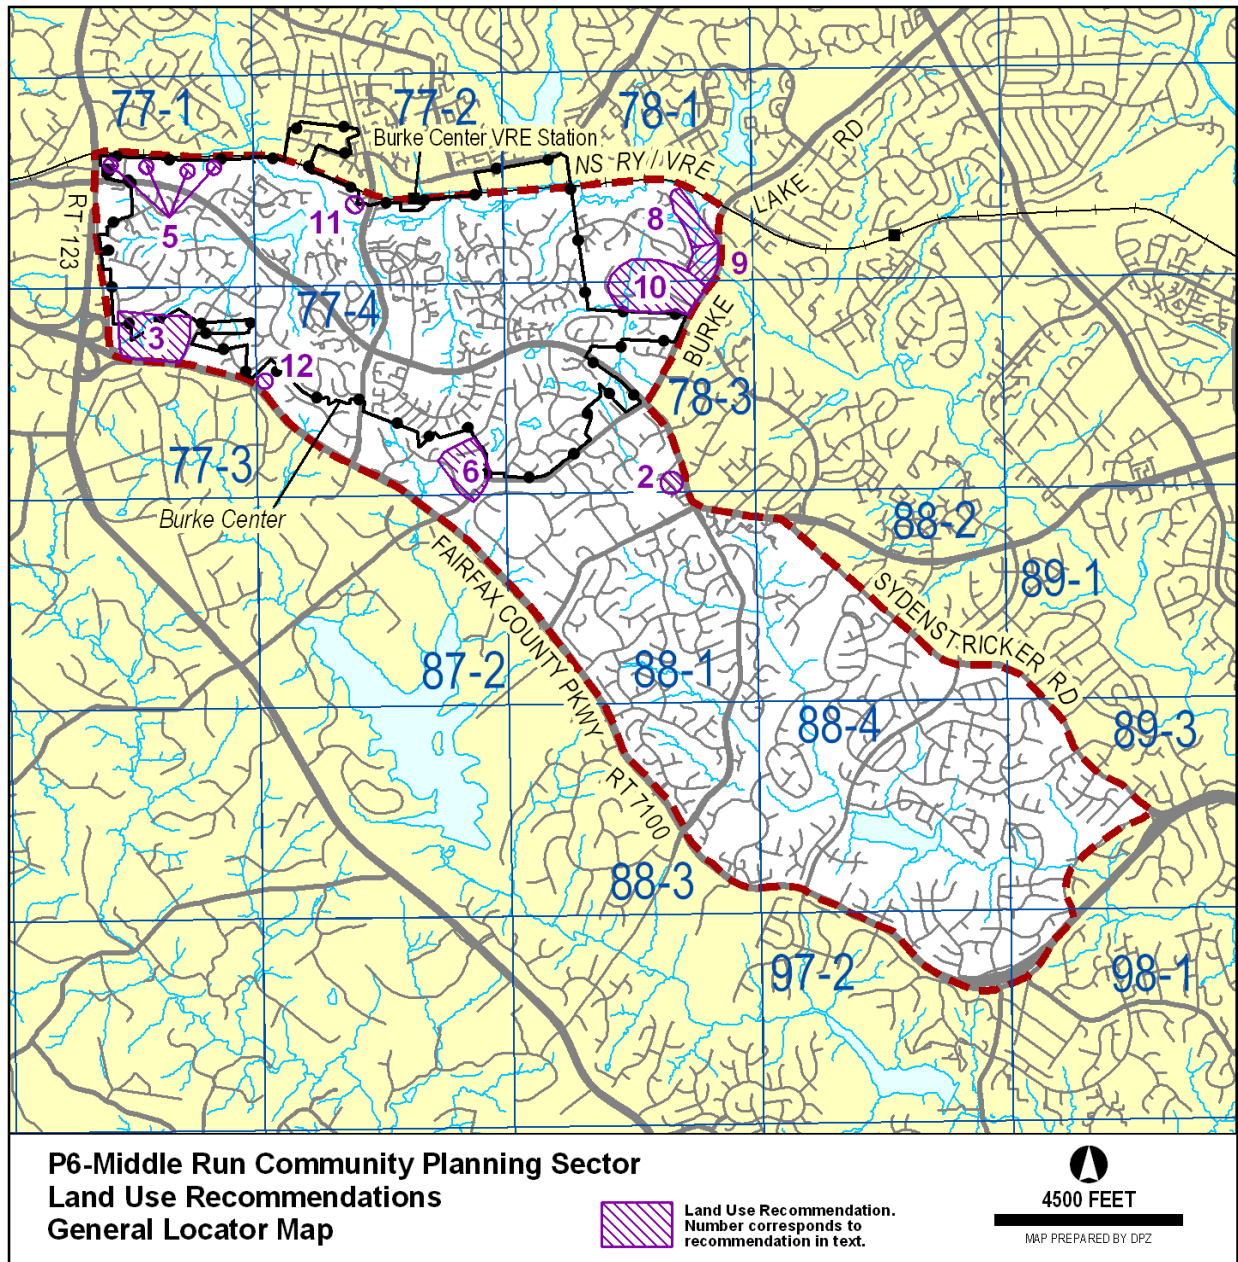 77-1
77-2
78-1
Burke Center VRE Station
NS RY / VRE
LAKE RD
RT 123
5
11
8
9
10
77-4
3
12
BURKE
78-3
77-3
6
2
Burke Center
88-2
FAIRFAX COUNTY PKWY
SYDENSTRICKER RD
89-1
87-2
88-1
88-4
89-3
RT 7100
88-3
97-2
98-1
P6-Middle Run Community Planning Sector
Land Use Recommendations
General Locator Map
Land Use Recommendation.
Number corresponds to
recommendation in text.
4500 FEET
MAP PREPARED BY DPZ